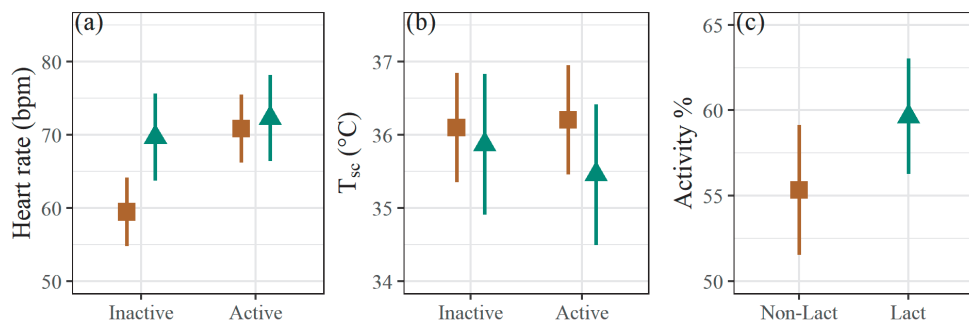 (a)
Heart rate (bpm)
80
70
60
50
Inactive
Active
(b)
Tsc (°C)
37
36
35
34
Inactive
Active
(c)
Activity %
65
60
55
50
Non-Lact
Lact